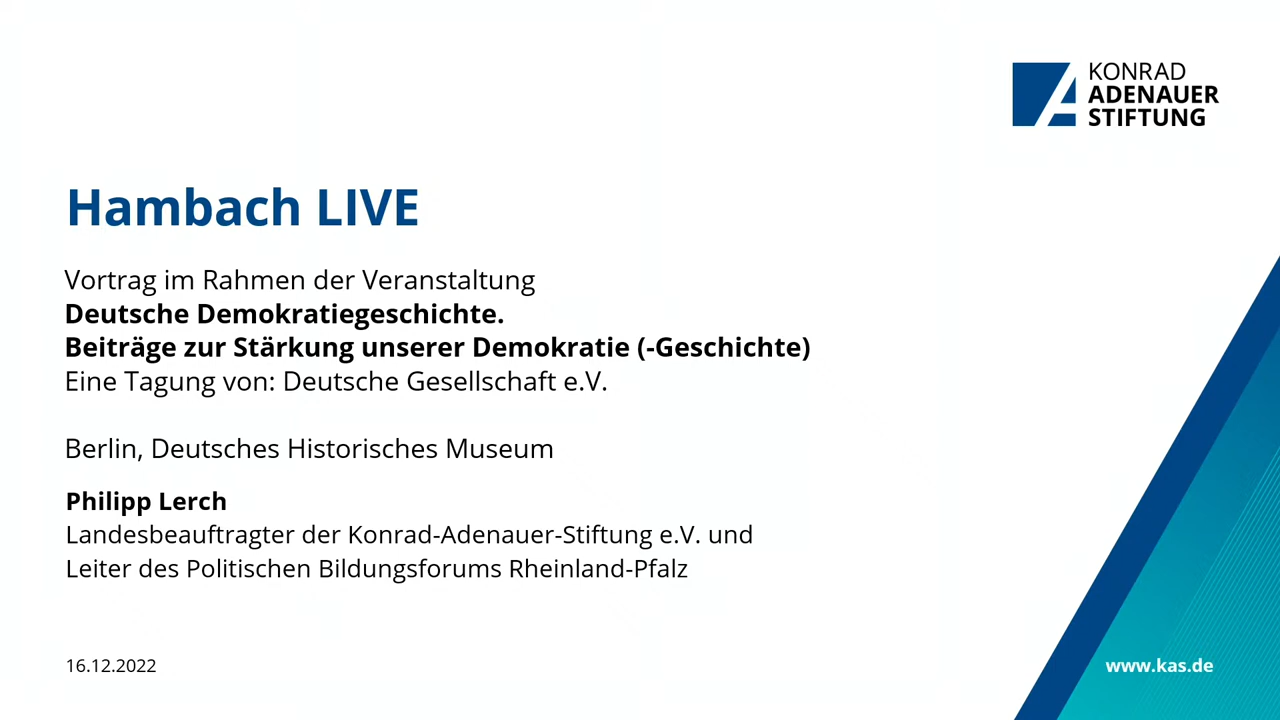 KONRAD
ADENAUER
STIFTUNG
Hambach LIVE
Vortrag im Rahmen der Veranstaltung
Deutsche Demokratiegeschichte.
Beiträge zur Stärkung unserer Demokratie (-Geschichte)
Eine Tagung von: Deutsche Gesellschaft e.V.
Berlin, Deutsches Historisches Museum
Philipp Lerch
Landesbeauftragter der Konrad-Adenauer-Stiftung e.V. und
Leiter des Politischen Bildungsforums Rheinland-Pfalz
16.12.2022
www.kas.de